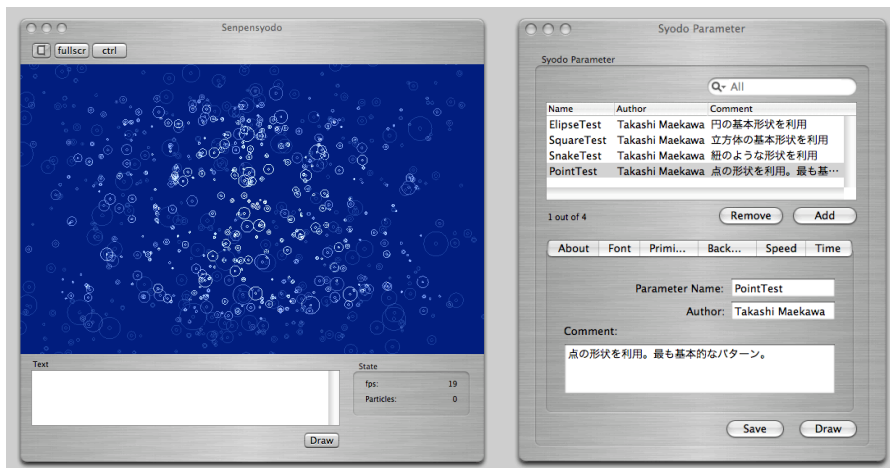 Senpensyodo
fullscr ctrl
Text
State
fps: 19
Particles: 0
Draw
Syodo Parameter
Syodo Parameter
All
Name Author Comment
ElipseTest Takashi Maekawa 円の基本形状を利用
SquareTest Takashi Maekawa 立方体の基本形状を利用
SnakeTest Takashi Maekawa 紐のような形状を利用
PointTest Takashi Maekawa 点の形状を利用。最も基…
1 out of 4
Remove Add
About Font Primi... Back... Speed Time
Parameter Name: PointTest
Author: Takashi Maekawa
Comment:
点の形状を利用。最も基本的なパターン。
Save Draw